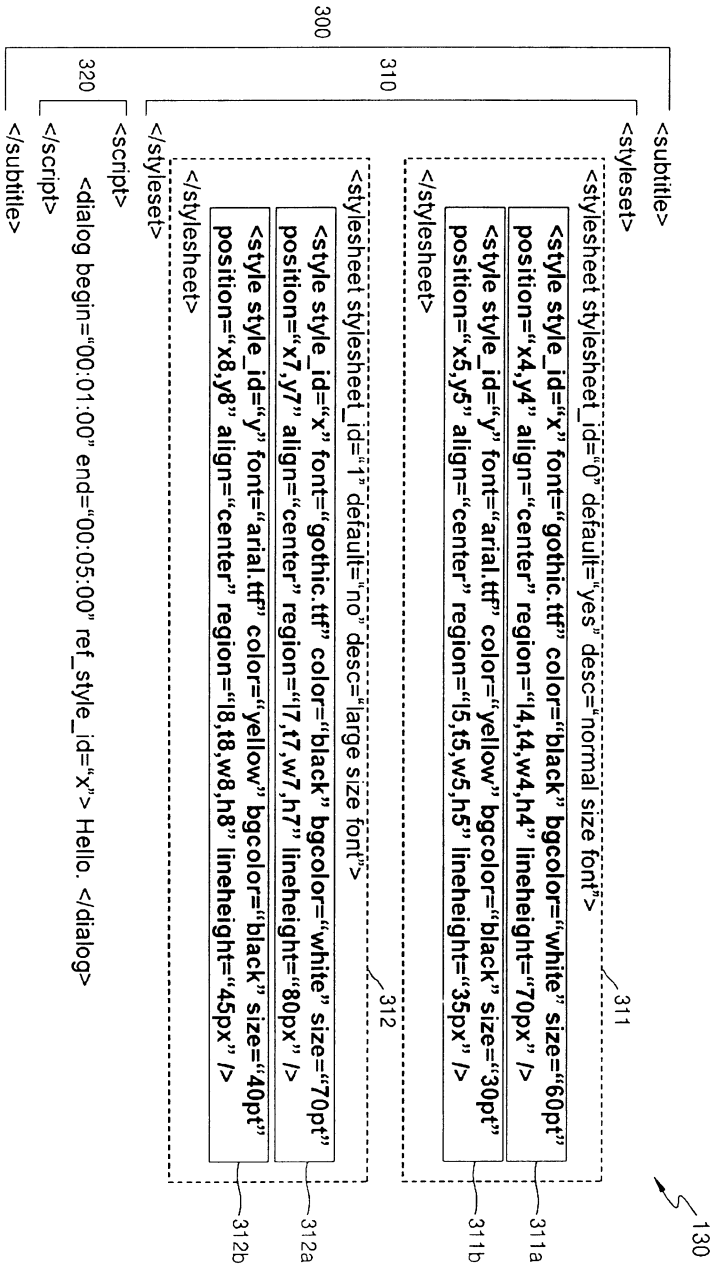 130
300
310
<subtitle>
<styleset>
<stylesheet stylesheet_id=“0” default=“yes” desc=“normal size font”>
311
<style style_id=“x” font=“gothic.ttf” color=“black” bgcolor=“white” size=“60pt”
position=“x4,y4” align=“center” region=“l4,t4,w4,h4” lineheight=“70px” />
311a
<style style_id=“y” font=“arial.ttf” color=“yellow” bgcolor=“black” size=“30pt”
position=“x5,y5” align=“center” region=“l5,t5,w5,h5” lineheight=“35px” />
311b
</stylesheet>
<stylesheet stylesheet_id=“1” default=“no” desc=“large size font”>
312
<style style_id=“x” font=“gothic.ttf” color=“black” bgcolor=“white” size=“70pt”
position=“x7,y7” align=“center” region=“l7,t7,w7,h7” lineheight=“80px” />
312a
<style style_id=“y” font=“arial.ttf” color=“yellow” bgcolor=“black” size=“40pt”
position=“x8,y8” align=“center” region=“l8,t8,w8,h8” lineheight=“45px” />
312b
</stylesheet>
</styleset>
320
<script>
<dialog begin=“00:01:00” end=“00:05:00” ref_style_id=“x”> Hello. </dialog>
</script>
</subtitle>